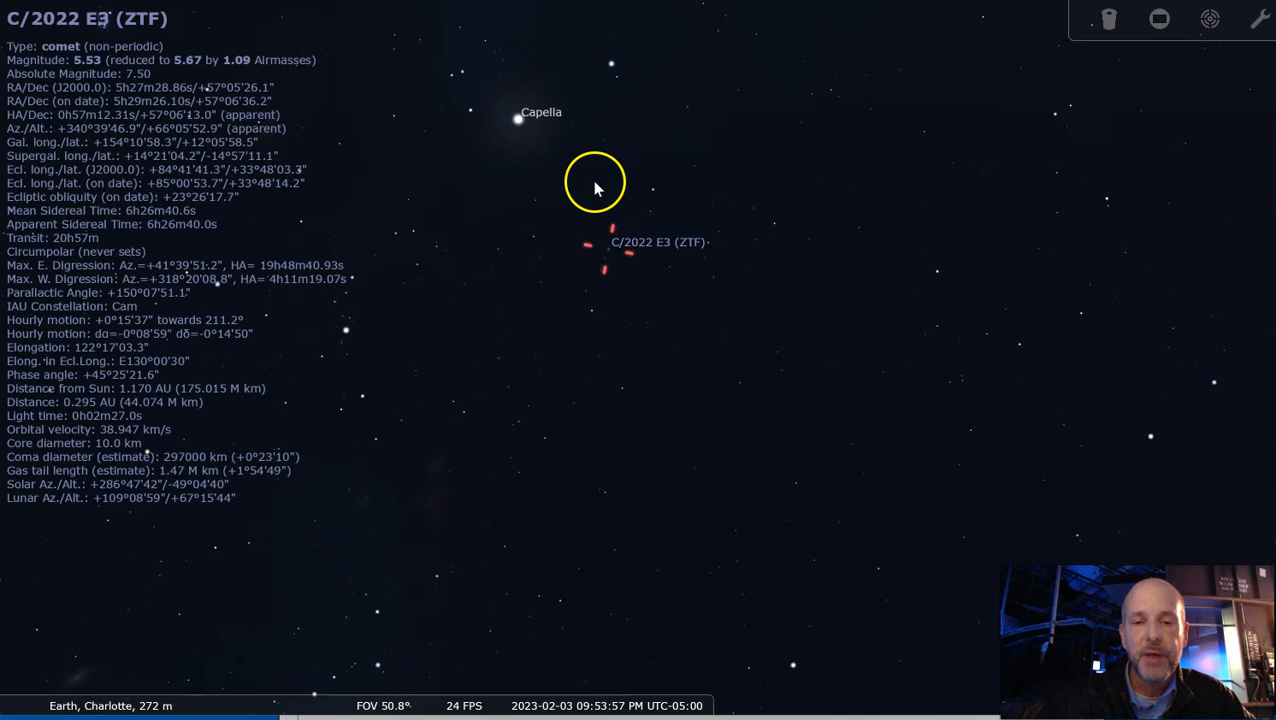 C/2022 E3 (ZTF)
Type: comet (non-periodic)
Magnitude: 5.53 (reduced to 5.67 by 1.09 Airmasses)
Absolute Magnitude: 7.50
RA/Dec (J2000.0): 5h27m28.86s/+57°05'26.1"
RA/Dec (on date): 5h29m26.10s/+57°06'36.2"
HA/Dec: 0h57m12.31s/+57°06'13.0" (apparent)
Az./Alt.: +340°39'46.9"/+66°05'52.9" (apparent)
Gal. long./lat.: +154°10'58.3"/+12°05'58.5"
Supergal. long./lat.: +14°21'04.2"/-14°57'11.1"
Ecl. long./lat. (J2000.0): +84°41'41.3"/+33°48'03.3"
Ecl. long./lat. (on date): +85°00'53.7"/+33°48'14.2"
Ecliptic obliquity (on date): +23°26'17.7"
Mean Sidereal Time: 6h26m40.6s
Apparent Sidereal Time: 6h26m40.0s
Transit: 20h57m
Circumpolar (never sets)
Max. E. Digression: Az.=+41°39'51.2", HA= 19h48m40.93s
Max. W. Digression: Az.=+318°20'08.8", HA= 4h11m19.07s
Parallactic Angle: +150°07'51.1"
IAU Constellation: Cam
Hourly motion: +0°15'37" towards 211.2°
Hourly motion: dα=-0°08'59" dδ=-0°14'50"
Elongation: 122°17'03.3"
Elong. in Ecl.Long.: E130°00'30"
Phase angle: +45°25'21.6"
Distance from Sun: 1.170 AU (175.015 M km)
Distance: 0.295 AU (44.074 M km)
Light time: 0h02m27.0s
Orbital velocity: 38.947 km/s
Core diameter: 10.0 km
Coma diameter (estimate): 297000 km (+0°23'10")
Gas tail length (estimate): 1.47 M km (+1°54'49")
Solar Az./Alt.: +286°47'42"/-49°04'40"
Lunar Az./Alt.: +109°08'59"/+67°15'44"
Capella
C/2022 E3 (ZTF)
Earth, Charlotte, 272 m FOV 50.8° 24 FPS 2023-02-03 09:53:57 PM UTC-05:00